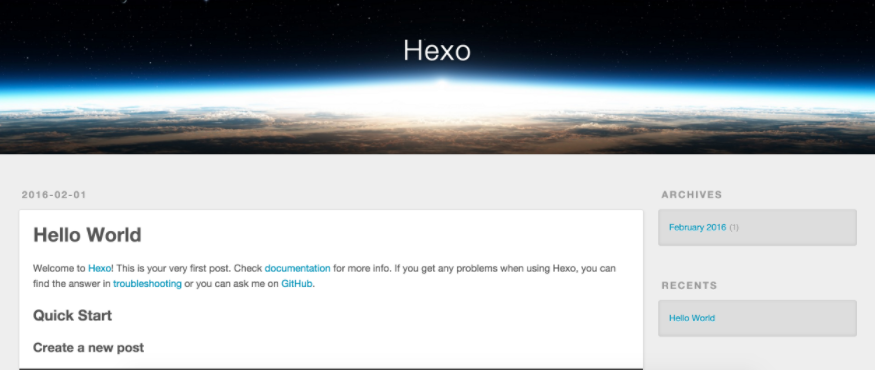 Hexo
2016-02-01
Hello World
Welcome to Hexo! This is your very first post. Check documentation for more info. If you get any problems when using Hexo, you can
find the answer in troubleshooting or you can ask me on GitHub.
Quick Start
Create a new post
ARCHIVES
February 2016 (1)
RECENTS
Hello World